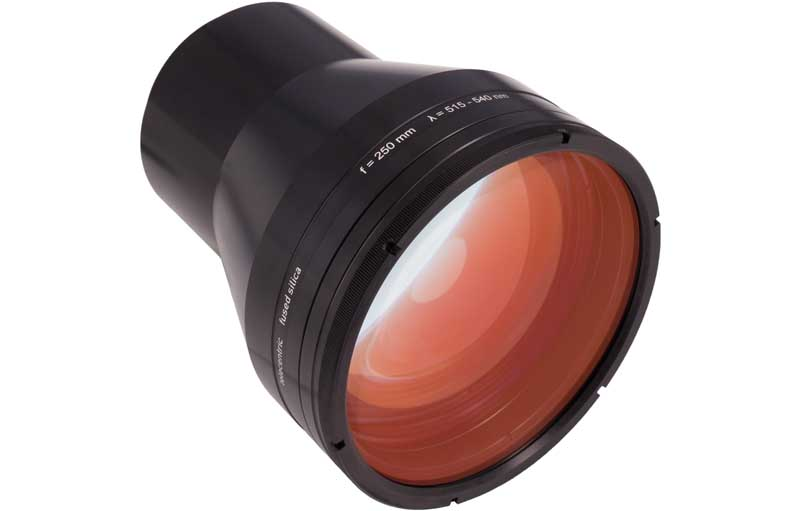 f = 250 mm λ = 515 - 540 nm
telecentric fused silica